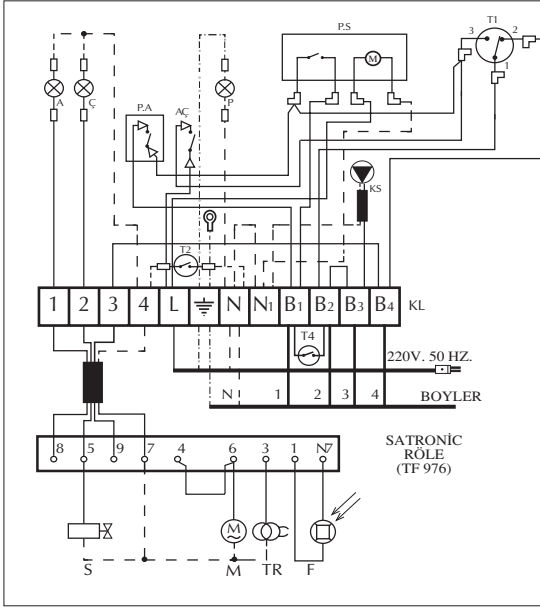 P.S
T1
3
2
1
M
A
Ç
P.A
AÇ
P
KS
T2
1 2 3 4 L N N1 B1 B2 B3 B4
KL
T4
220V. 50 HZ.
N 1 2 3 4
BOYLER
SATRONİC
RÖLE
(TF 976)
8 5 9 7 4 6 3 1 N7
M
S M TR F